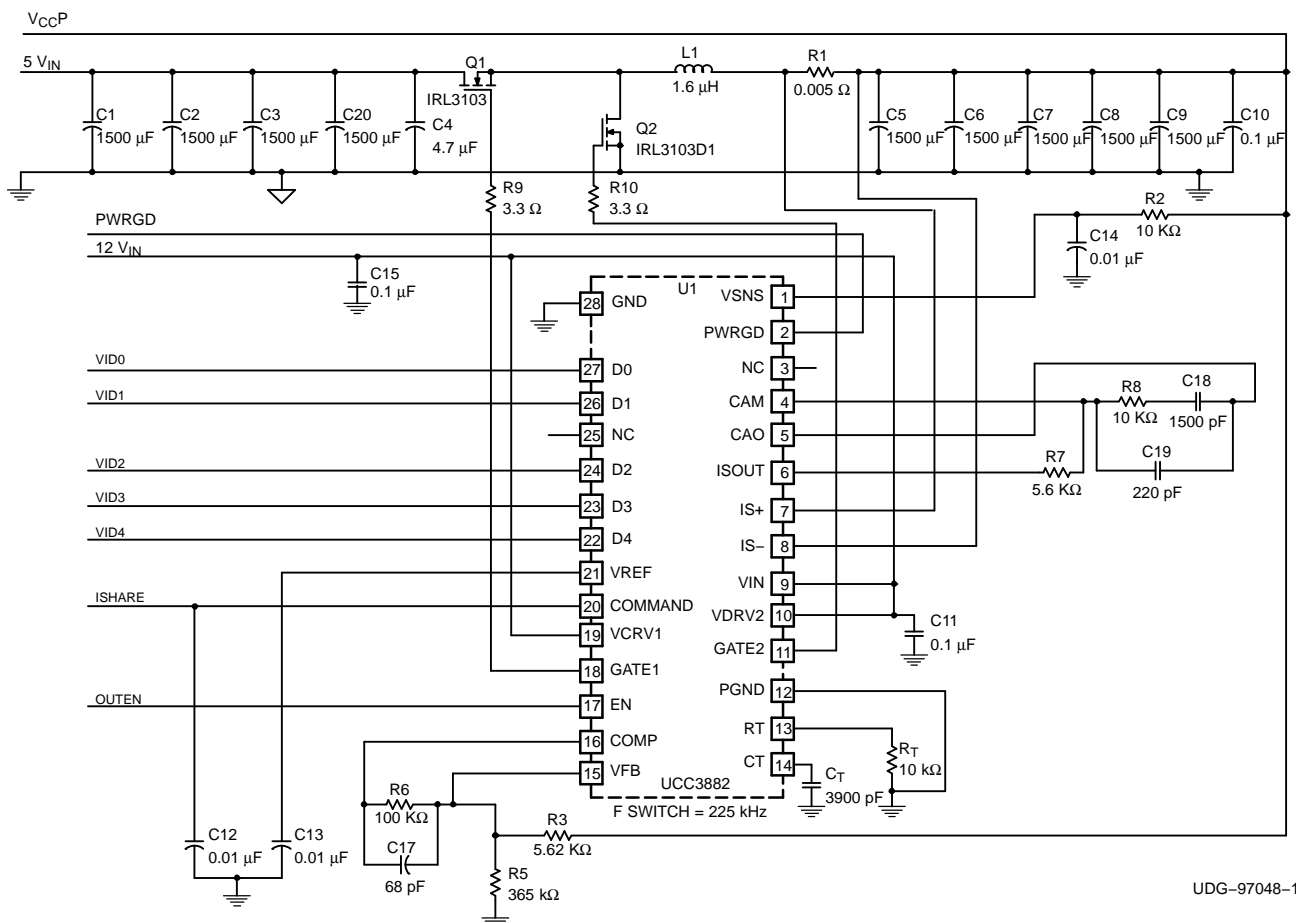 VCCP
5 VIN
Q1
IRL3103
L1
1.6 μH
R1
0.005 Ω
C1
1500 μF
C2
1500 μF
C3
1500 μF
C20
1500 μF
C4
4.7 μF
Q2
IRL3103D1
C5
1500 μF
C6
1500 μF
C7
1500 μF
C8
1500 μF
C9
1500 μF
C10
0.1 μF
R9
3.3 Ω
R10
3.3 Ω
R2
10 KΩ
C14
0.01 μF
PWRGD
12 VIN
C15
0.1 μF
U1
28 GND
VSNS 1
PWRGD 2
VID0
27 D0
NC 3
VID1
26 D1
CAM 4
25 NC
CAO 5
R8
10 KΩ
C18
1500 pF
C19
220 pF
R7
5.6 KΩ
VID2
24 D2
ISOUT 6
VID3
23 D3
IS+ 7
VID4
22 D4
IS– 8
21 VREF
VIN 9
ISHARE
20 COMMAND
VDRV2 10
C11
0.1 μF
19 VCRV1
GATE2 11
18 GATE1
PGND 12
OUTEN
17 EN
RT 13
16 COMP
CT 14
RT
10 kΩ
CT
3900 pF
15 VFB
UCC3882
F SWITCH = 225 kHz
R6
100 KΩ
C17
68 pF
R3
5.62 KΩ
R5
365 kΩ
C12
0.01 μF
C13
0.01 μF
UDG–97048–1